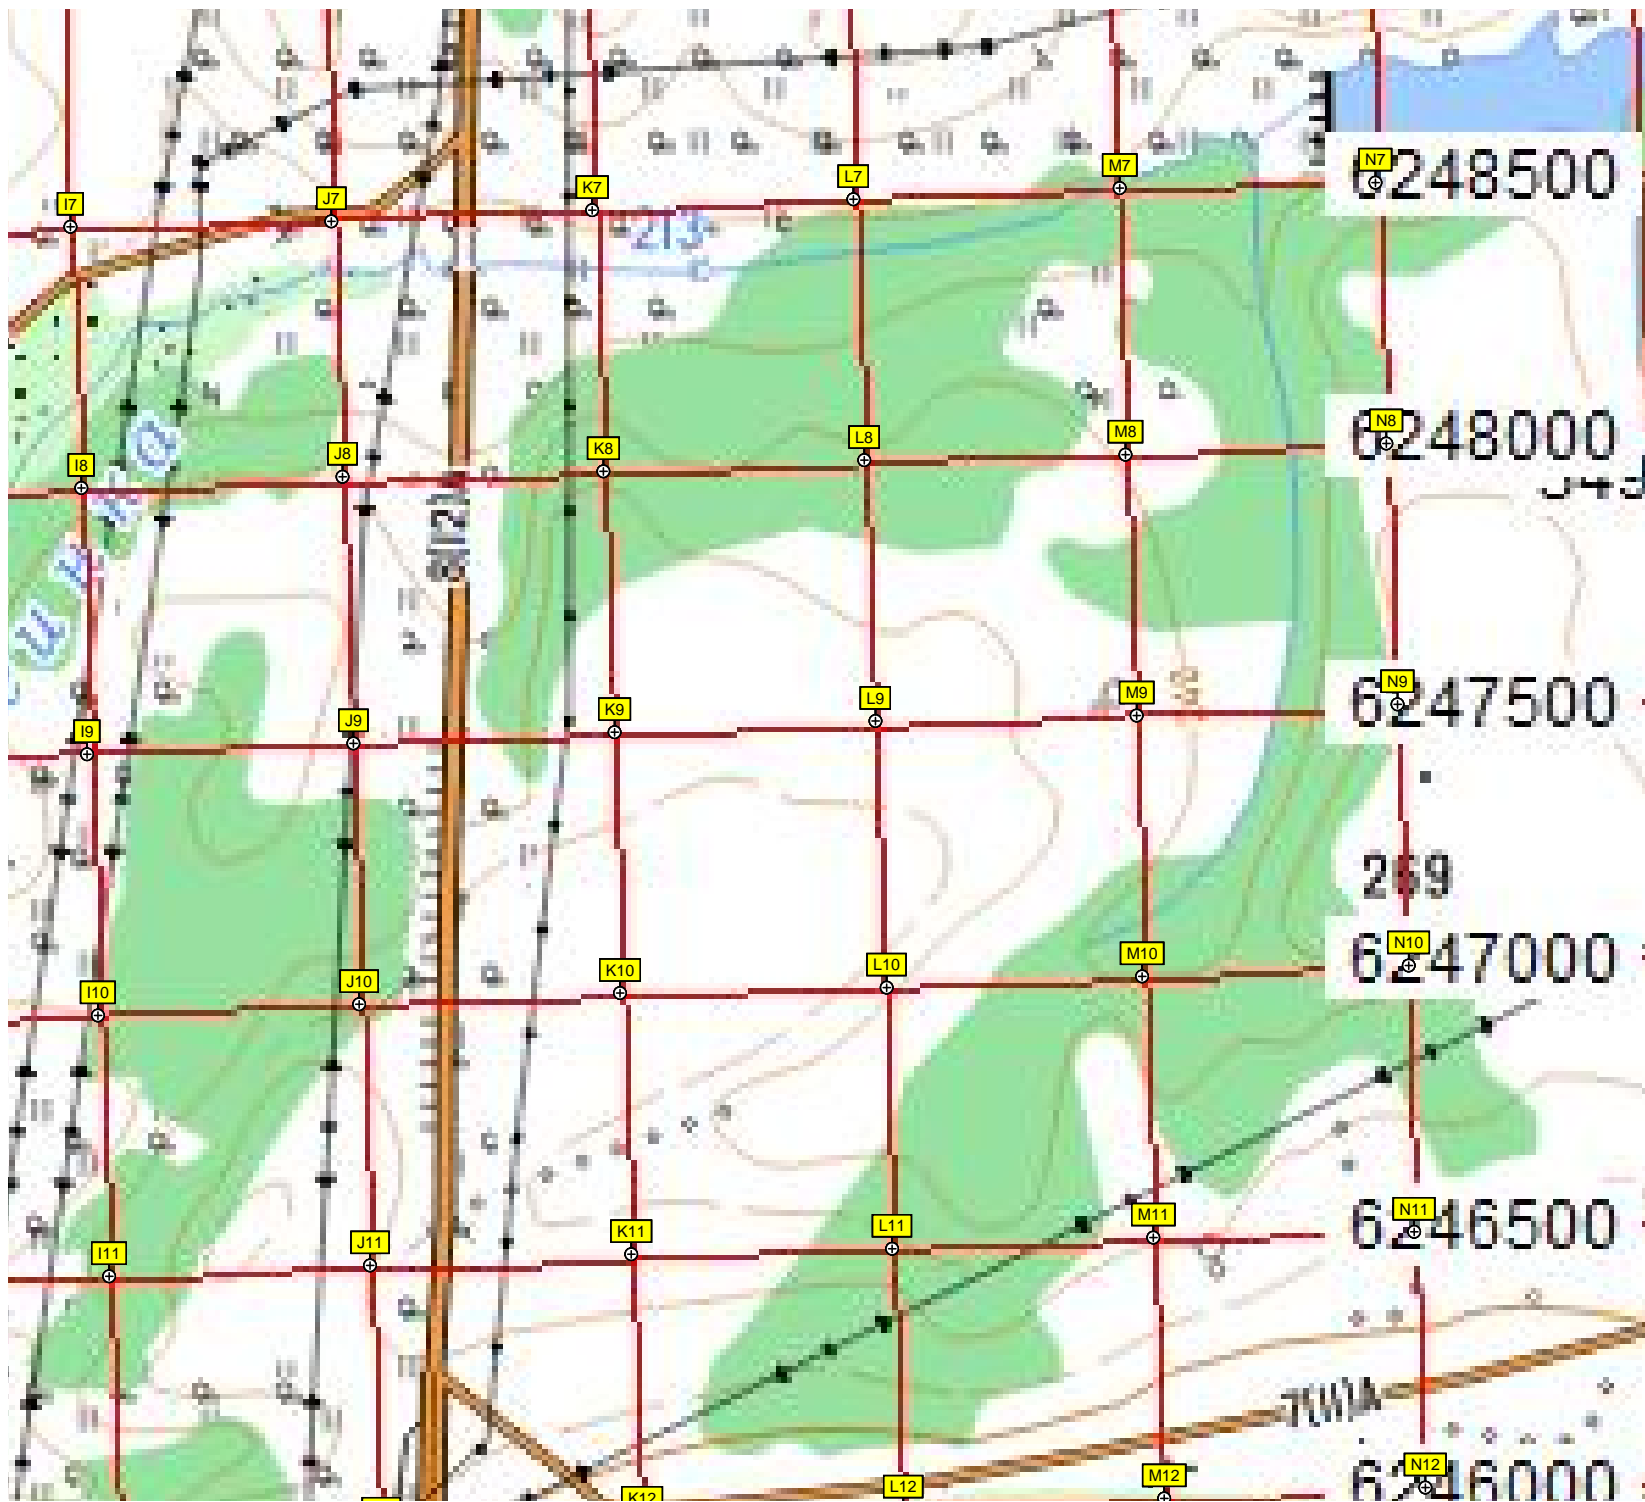 I7 J7 K7 L7 M7 N7
6248500
213
I8 J8 K8 L8 M8 N8
6248000
I9 J9 K9 L9 M9 N9
6247500
269
I10 J10 K10 L10 M10 N10
6247000
I11 J11 K11 L11 M11 N11
6246500
7(11)А
K12 L12 M12 N12
6246000